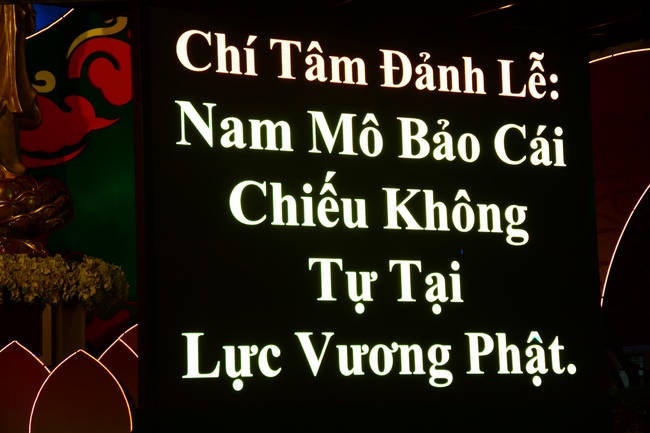 Chí Tâm Đảnh Lễ:
Nam Mô Bảo Cái
Chiếu Không
Tự Tại
Lực Vương Phật.